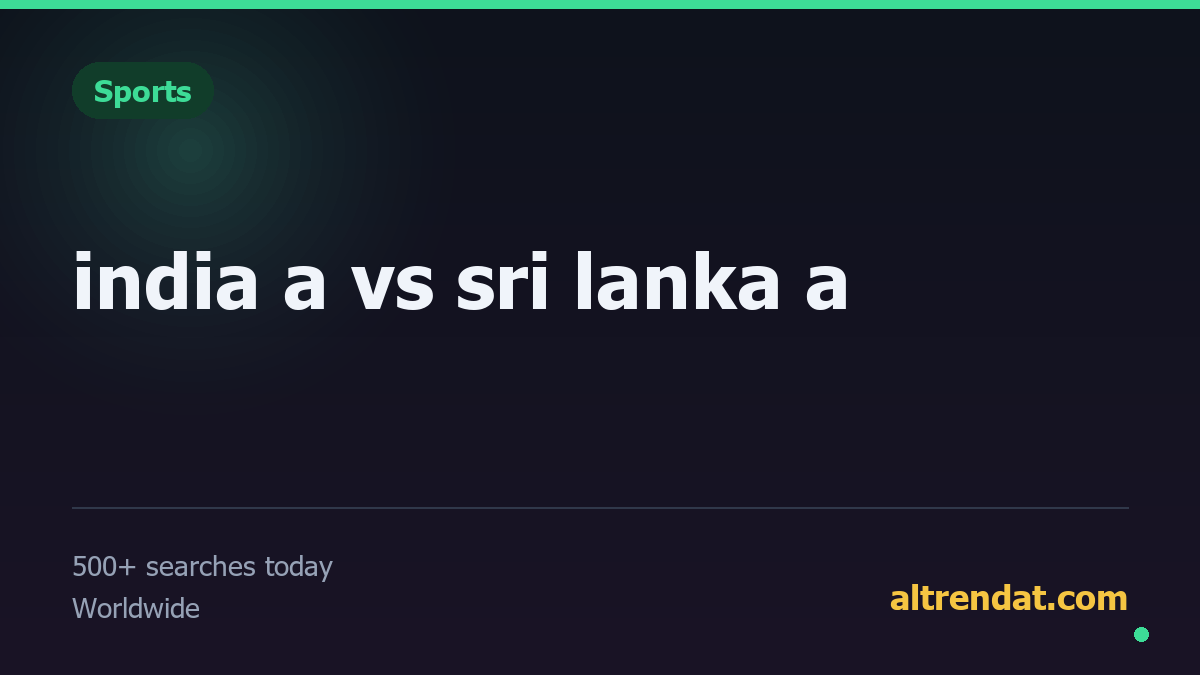 Sports
india a vs sri lanka a
500+ searches today
Worldwide
altrendat.com